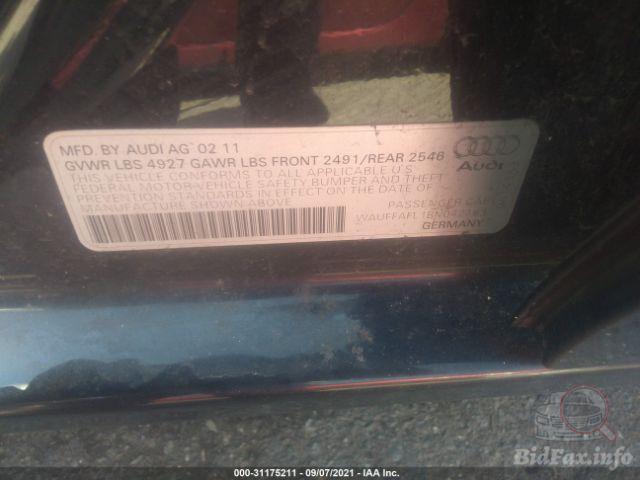 MFD. BY AUDI AG 02 11
GVWR LBS 4927 GAWR LBS FRONT 2491/REAR 2546
THIS VEHICLE CONFORMS TO ALL APPLICABLE U'S
FEDERAL MOTOR-VEHICLE SAFETY BUMPER AND THEFT
PREVENTION STANDARDS IN EFFECT ON THE DATE OF
MANUFACTURE SHOWN ABOVE
Audi
PASSENGER CAR
GERMANY
000-31175211 - 09/07/2021 - IAA Inc.
BidFax.info